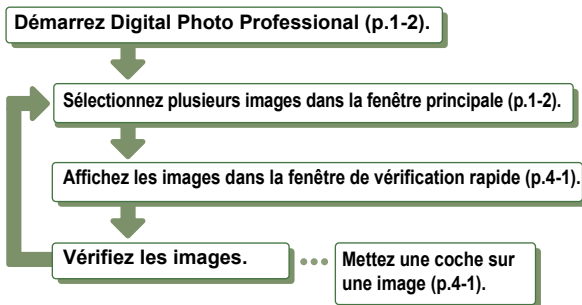 Démarrez Digital Photo Professional (p.1-2).
Sélectionnez plusieurs images dans la fenêtre principale (p.1-2).
Affichez les images dans la fenêtre de vérification rapide (p.4-1).
Vérifiez les images.
Mettez une coche sur
une image (p.4-1).